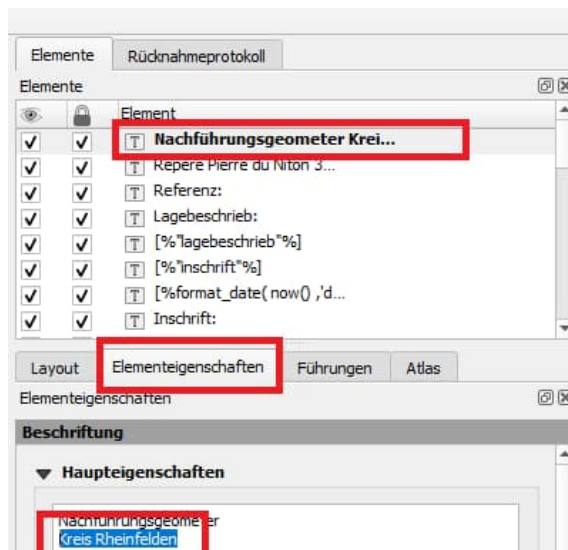 Elemente Rücknahmeprotokoll
Elemente
Element
Nachführungsgeometer Krei...
Repère Pierre du Niton 3...
Referenz:
Lagebeschrieb:
[%"lagebeschrieb"%]
[%"inschrift"%]
[%format_date( now() ,'d...
Inschrift:
Layout Elementeigenschaften Führungen Atlas
Elementeigenschaften
Beschriftung
Haupteigenschaften
Nachführungsgeometer
Kreis Rheinfelden